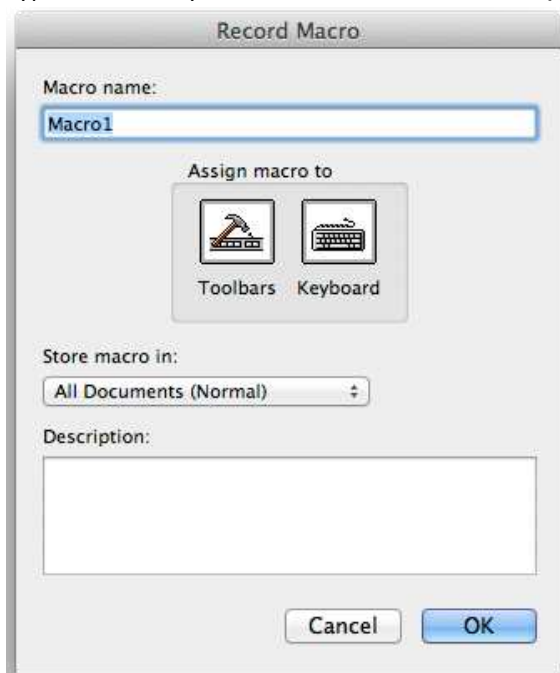 Record Macro
Macro name:
Macro1
Assign macro to
Toolbars Keyboard
Store macro in:
All Documents (Normal)
Description:
Cancel OK